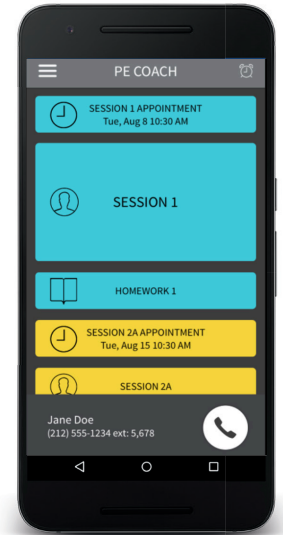 PE COACH
SESSION 1 APPOINTMENT
Tue, Aug 8 10:30 AM
SESSION 1
HOMEWORK 1
SESSION 2A APPOINTMENT
Tue, Aug 15 10:30 AM
SESSION 2A
Jane Doe
(212) 555-1234 ext: 5,678